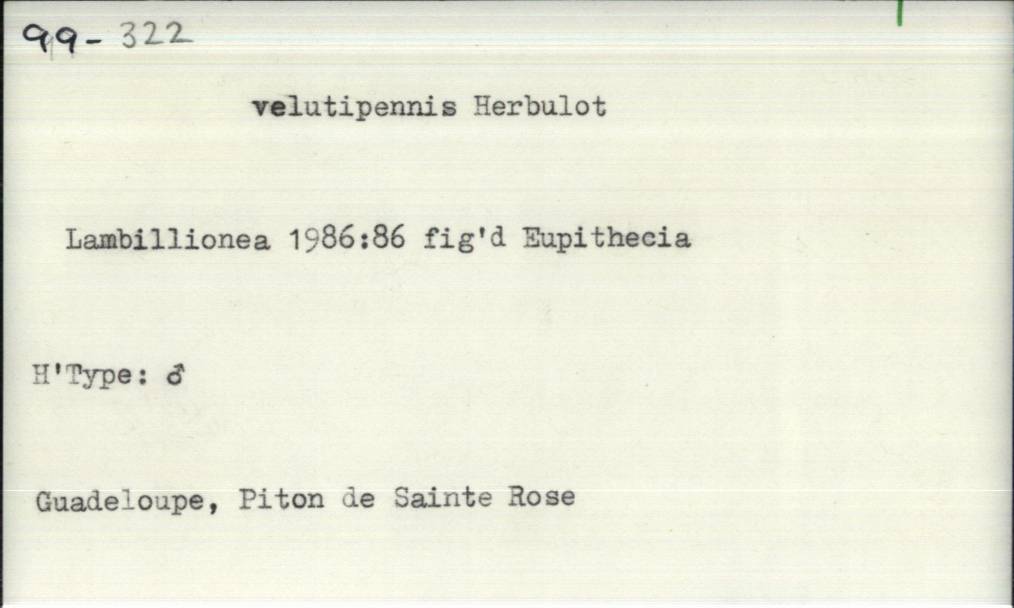 99-322
velutipennis Herbulot
Lambillionea 1986:86 fig'd Eupithecia
H'Type: ♂
Guadeloupe, Piton de Sainte Rose